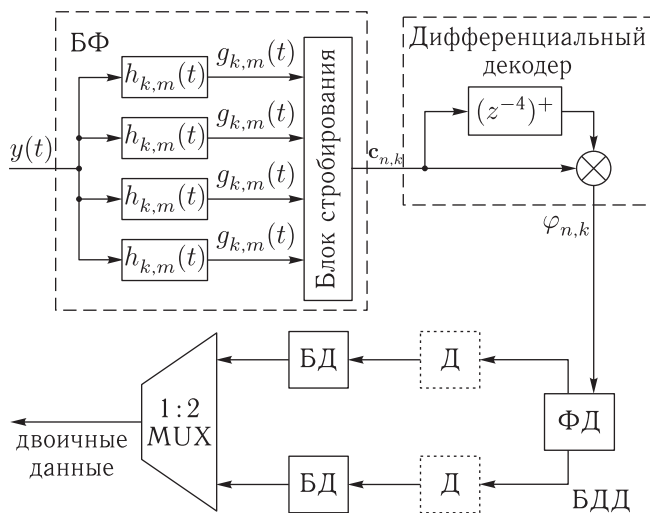 БФ
y(t)
h_{k,m}(t)
g_{k,m}(t)
h_{k,m}(t)
g_{k,m}(t)
h_{k,m}(t)
g_{k,m}(t)
h_{k,m}(t)
g_{k,m}(t)
Блок стробирования
c_{n,k}
Дифференциальный
декодер
(z^{-4})^+
φ_{n,k}
ФД
БДД
Д
БД
Д
БД
1:2
MUX
двоичные
данные